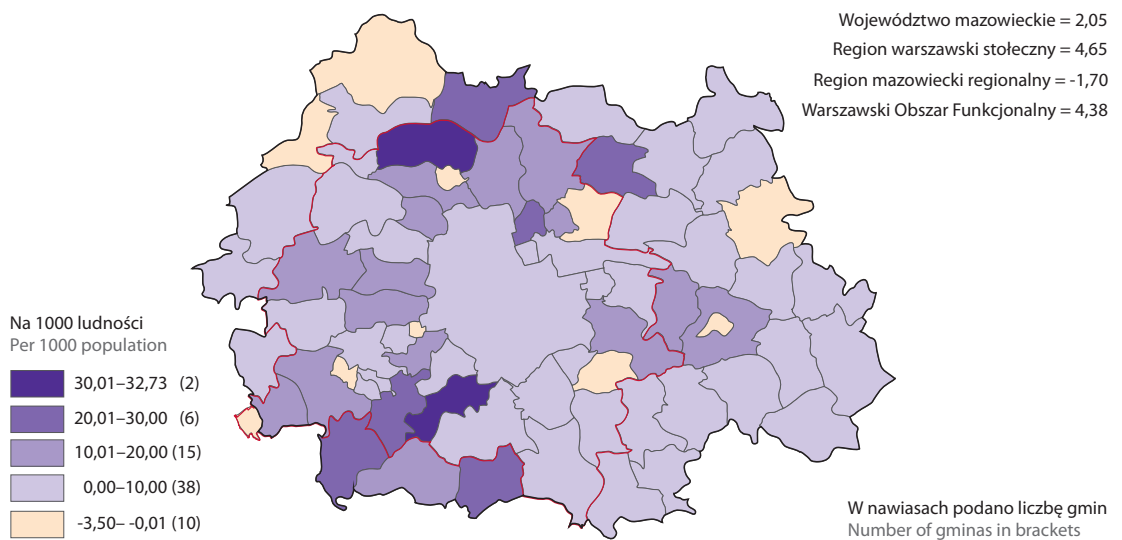 Województwo mazowieckie = 2,05
Region warszawski stołeczny = 4,65
Region mazowiecki regionalny = -1,70
Warszawski Obszar Funkcjonalny = 4,38
Na 1000 ludności
Per 1000 population
30,01–32,73 (2)
20,01–30,00 (6)
10,01–20,00 (15)
0,00–10,00 (38)
-3,50– -0,01 (10)
W nawiasach podano liczbę gmin
Number of gminas in brackets